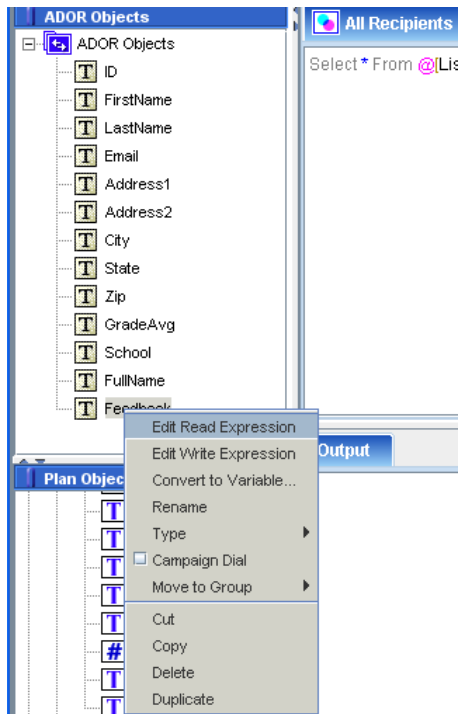 ADOR Objects
ADOR Objects
T ID
T FirstName
T LastName
T Email
T Address1
T Address2
T City
T State
T Zip
T GradeAvg
T School
T FullName
T Feedback
All Recipients
Select * From @[Lis
Edit Read Expression
Edit Write Expression
Convert to Variable...
Rename
Type
Campaign Dial
Move to Group
Cut
Copy
Delete
Duplicate
Output
Plan Objec
T
T
T
T
T
#
T
T